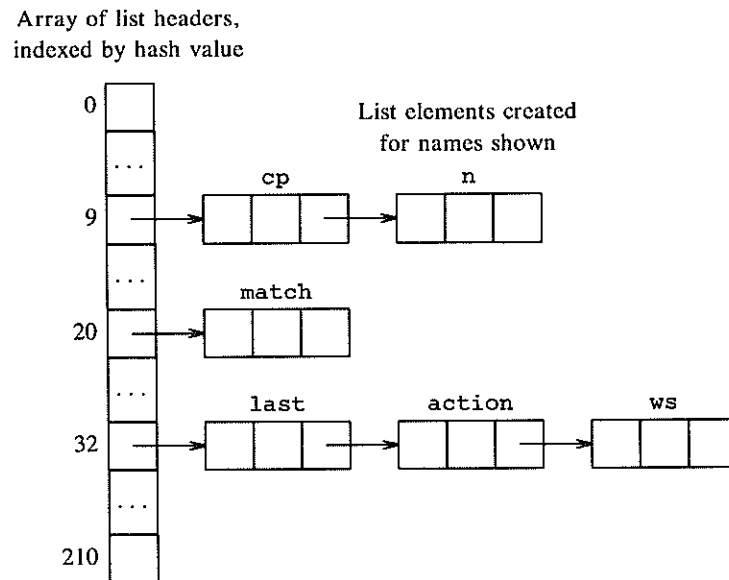 Array of list headers,
indexed by hash value
0
List elements created
for names shown
...
cp
n
9
...
match
20
...
last
action
ws
32
...
210